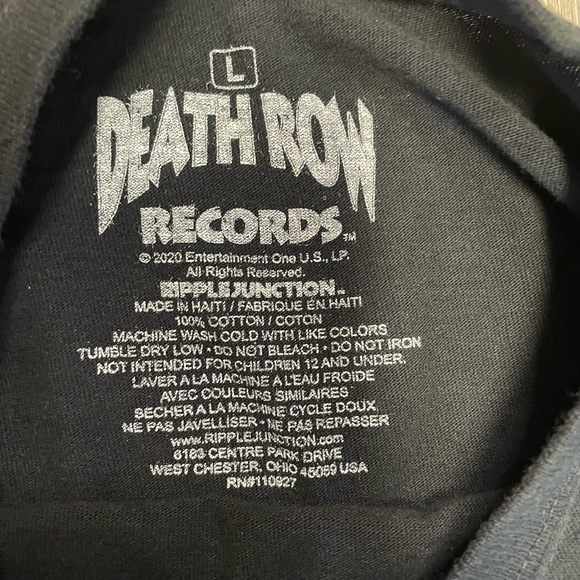 L
DEATH ROW
RECORDS™
© 2020 Entertainment One U.S., LP.
All Rights Reserved.
RIPPLE JUNCTION™
MADE IN HAITI / FABRIQUE EN HAITI
100% COTTON / COTON
MACHINE WASH COLD WITH LIKE COLORS
TUMBLE DRY LOW • DO NOT BLEACH • DO NOT IRON
NOT INTENDED FOR CHILDREN 12 AND UNDER.
LAVER A LA MACHINE A L'EAU FROIDE
AVEC COULEURS SIMILAIRES
SECHER A LA MACHINE CYCLE DOUX
NE PAS JAVELLISER • NE PAS REPASSER
www.RIPPLEJUNCTION.com
6183 CENTRE PARK DRIVE
WEST CHESTER, OHIO 45069 USA
RN#110927